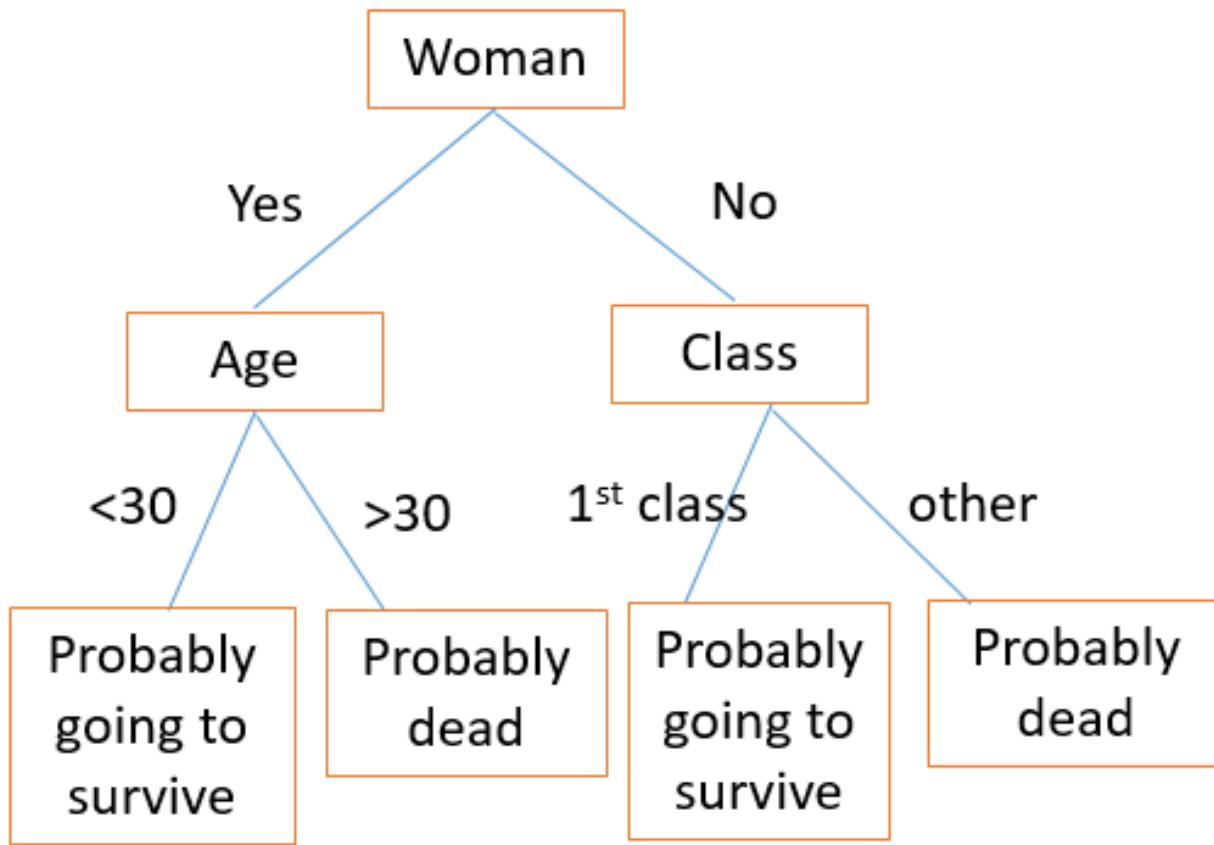 Woman
Yes
No
Age
Class
<30
>30
1st class
other
Probably
going to
survive
Probably
dead
Probably
going to
survive
Probably
dead